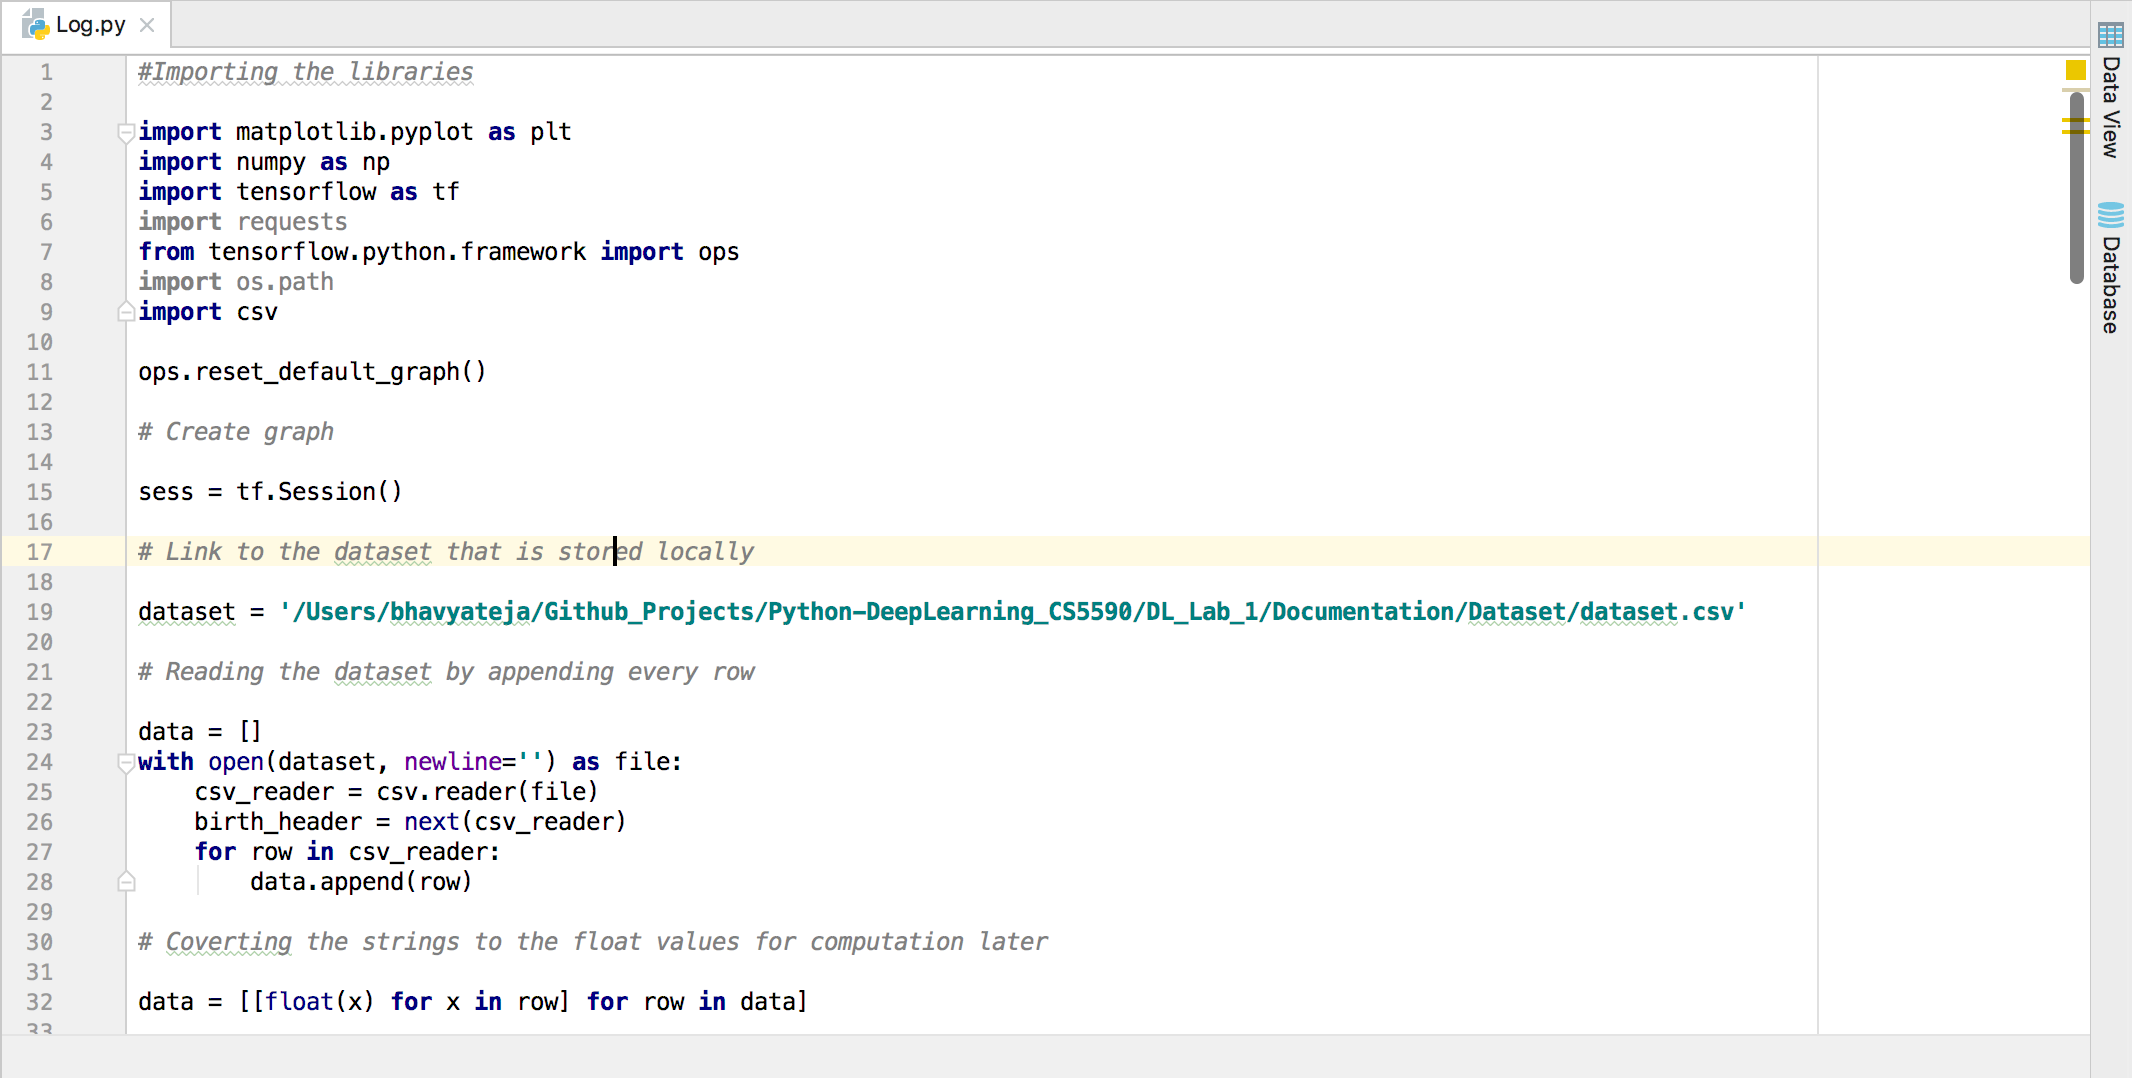 Log.py
1 #Importing the libraries
2
3 import matplotlib.pyplot as plt
4 import numpy as np
5 import tensorflow as tf
6 import requests
7 from tensorflow.python.framework import ops
8 import os.path
9 import csv
10
11 ops.reset_default_graph()
12
13 # Create graph
14
15 sess = tf.Session()
16
17 # Link to the dataset that is stored locally
18
19 dataset = '/Users/bhavyateja/Github_Projects/Python-DeepLearning_CS5590/DL_Lab_1/Documentation/Dataset/dataset.csv'
20
21 # Reading the dataset by appending every row
22
23 data = []
24 with open(dataset, newline='') as file:
25     csv_reader = csv.reader(file)
26     birth_header = next(csv_reader)
27     for row in csv_reader:
28         data.append(row)
29
30 # Coverting the strings to the float values for computation later
31
32 data = [[float(x) for x in row] for row in data]
33
Data View
Database